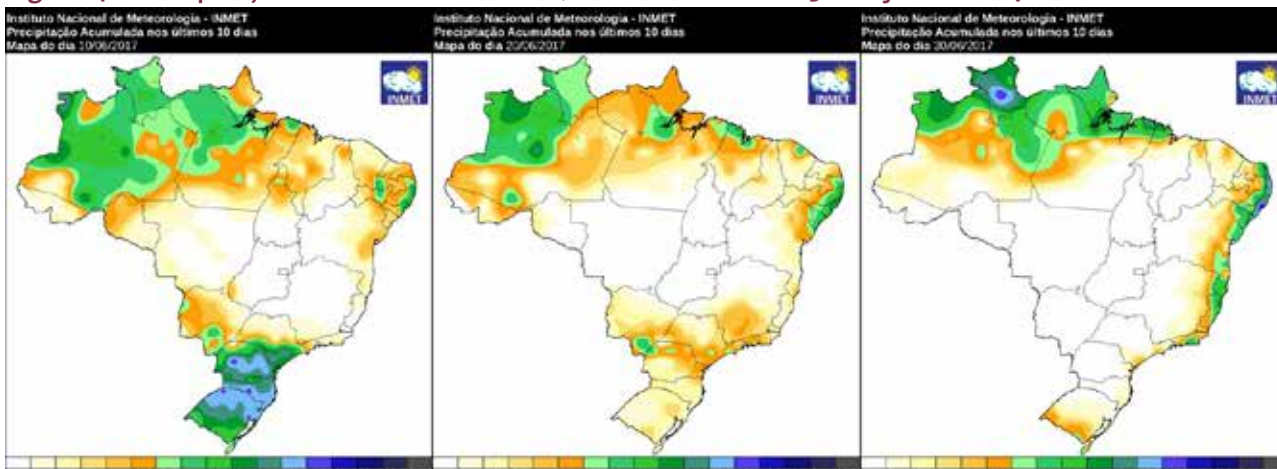 Instituto Nacional de Meteorologia - INMET
Precipitação Acumulada nos últimos 10 dias
Mapa do dia 10/06/2017
INMET
Instituto Nacional de Meteorologia - INMET
Precipitação Acumulada nos últimos 10 dias
Mapa do dia 20/06/2017
INMET
Instituto Nacional de Meteorologia - INMET
Precipitação Acumulada nos últimos 10 dias
Mapa do dia 30/06/2017
INMET